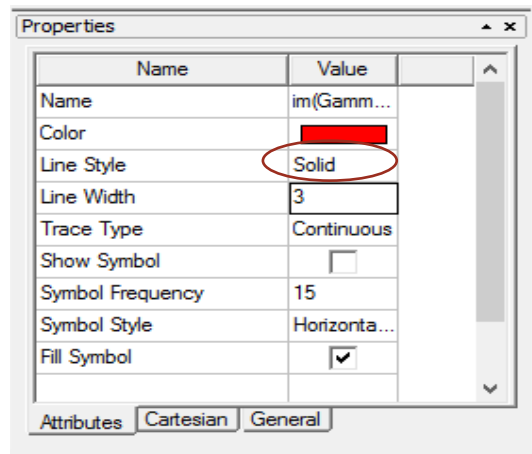 Properties
Name Value
Name im(Gamm...
Color
Line Style Solid
Line Width 3
Trace Type Continuous
Show Symbol
Symbol Frequency 15
Symbol Style Horizonta...
Fill Symbol
Attributes Cartesian General